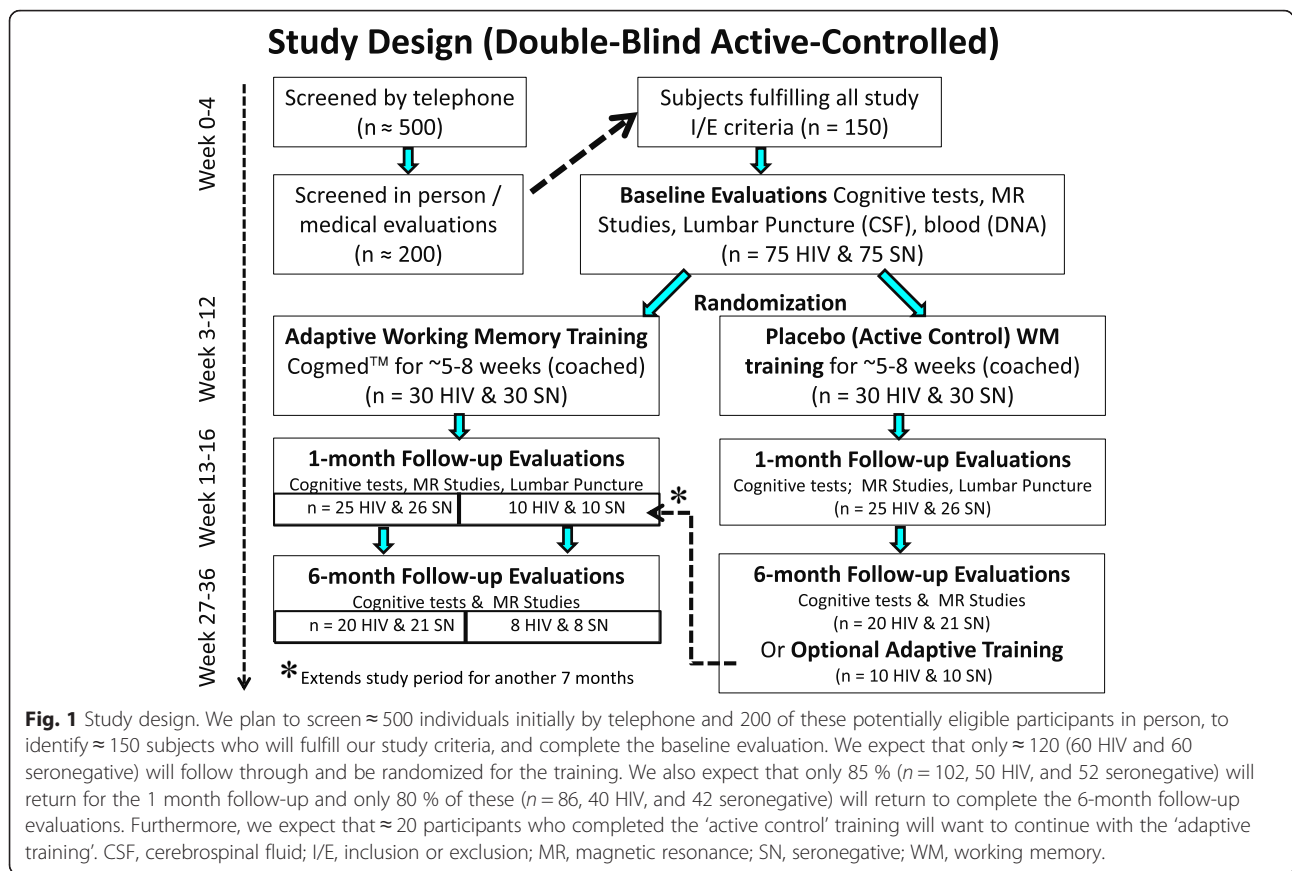 Study Design (Double-Blind Active-Controlled)
Week 0-4
Screened by telephone
(n ≈ 500)
Subjects fulfilling all study
I/E criteria (n = 150)
Screened in person /
medical evaluations
(n ≈ 200)
Baseline Evaluations Cognitive tests, MR
Studies, Lumbar Puncture (CSF), blood (DNA)
(n = 75 HIV & 75 SN)
Randomization
Week 3-12
Adaptive Working Memory Training
Cogmed™ for ~5-8 weeks (coached)
(n = 30 HIV & 30 SN)
Placebo (Active Control) WM
training for ~5-8 weeks (coached)
(n = 30 HIV & 30 SN)
Week 13-16
1-month Follow-up Evaluations
Cognitive tests, MR Studies, Lumbar Puncture
n = 25 HIV & 26 SN
10 HIV & 10 SN
*
1-month Follow-up Evaluations
Cognitive tests; MR Studies, Lumbar Puncture
(n = 25 HIV & 26 SN)
Week 27-36
6-month Follow-up Evaluations
Cognitive tests & MR Studies
n = 20 HIV & 21 SN
8 HIV & 8 SN
6-month Follow-up Evaluations
Cognitive tests & MR Studies
(n = 20 HIV & 21 SN)
Or Optional Adaptive Training
(n = 10 HIV & 10 SN)
* Extends study period for another 7 months
Fig. 1 Study design. We plan to screen ≈ 500 individuals initially by telephone and 200 of these potentially eligible participants in person, to
identify ≈ 150 subjects who will fulfill our study criteria, and complete the baseline evaluation. We expect that only ≈ 120 (60 HIV and 60
seronegative) will follow through and be randomized for the training. We also expect that only 85 % (n = 102, 50 HIV, and 52 seronegative) will
return for the 1 month follow-up and only 80 % of these (n = 86, 40 HIV, and 42 seronegative) will return to complete the 6-month follow-up
evaluations. Furthermore, we expect that ≈ 20 participants who completed the ‘active control’ training will want to continue with the ‘adaptive
training’. CSF, cerebrospinal fluid; I/E, inclusion or exclusion; MR, magnetic resonance; SN, seronegative; WM, working memory.